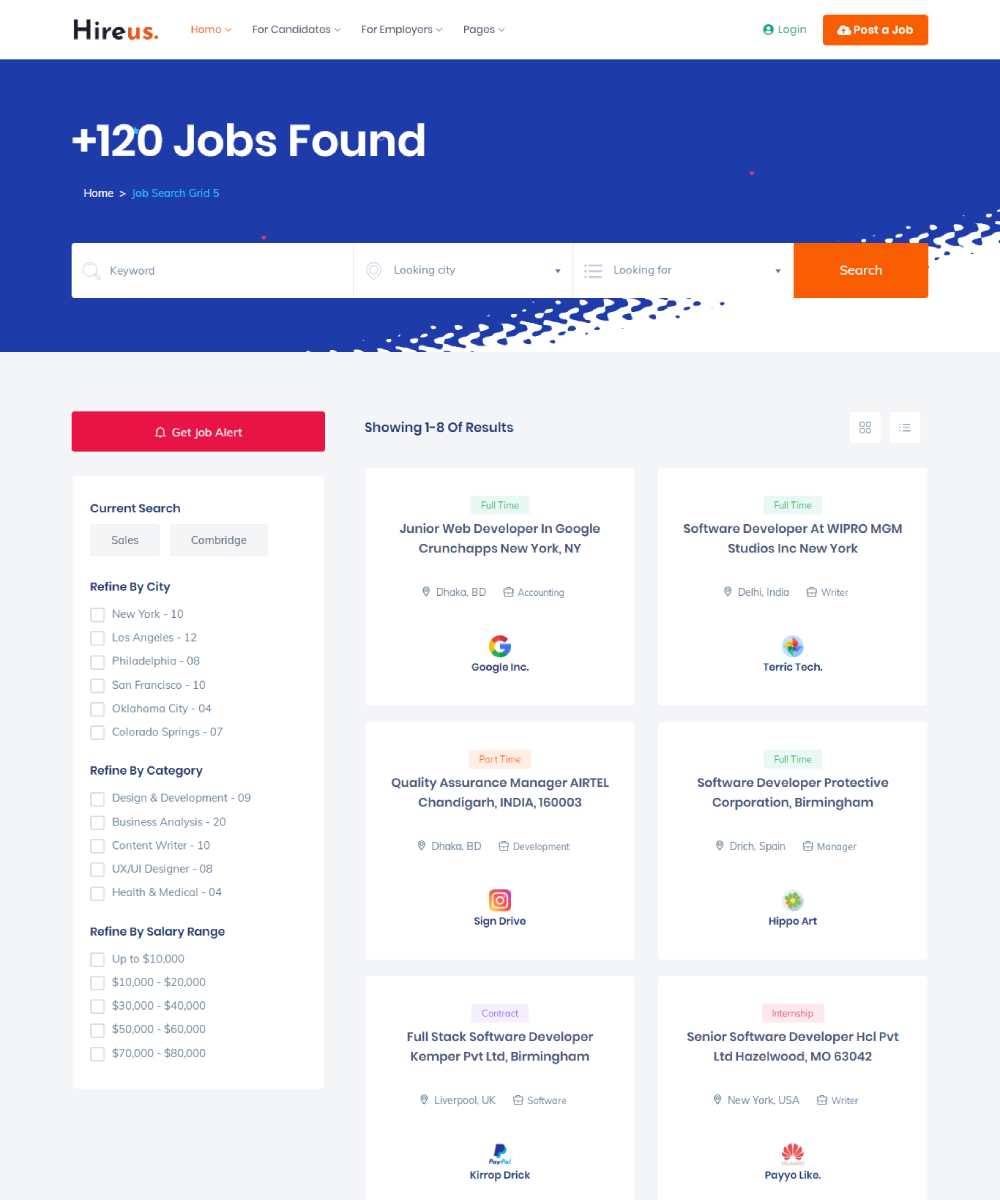 Hireus.
Home
For Candidates
For Employers
Pages
Login
Post a Job
+120 Jobs Found
Home > Job Search Grid 5
Keyword
Looking city
Looking for
Search
Get Job Alert
Current Search
Sales
Combridge
Refine By City
New York - 10
Los Angeles - 12
Philadelphia - 08
San Francisco - 10
Oklahoma City - 04
Colorado Springs - 07
Refine By Category
Design & Development - 09
Business Analysis - 20
Content Writer - 10
UX/UI Designer - 08
Health & Medical - 04
Refine By Salary Range
Up to $10,000
$10,000 - $20,000
$30,000 - $40,000
$50,000 - $60,000
$70,000 - $80,000
Showing 1-8 Of Results
Full Time
Junior Web Developer In Google
Crunchapps New York, NY
Dhaka, BD
Accounting
Google Inc.
Full Time
Software Developer At WIPRO MGM
Studios Inc New York
Delhi, India
Writer
Terric Tech.
Part Time
Quality Assurance Manager AIRTEL
Chandigarh, INDIA, 160003
Dhaka, BD
Development
Sign Drive
Full Time
Software Developer Protective
Corporation, Birmingham
Drich, Spain
Manager
Hippo Art
Contract
Full Stack Software Developer
Kemper Pvt Ltd, Birmingham
Liverpool, UK
Software
PayPal
Kirrop Drick
Internship
Senior Software Developer Hcl Pvt
Ltd Hazelwood, MO 63042
New York, USA
Writer
HUAWEI
Payyo Like.